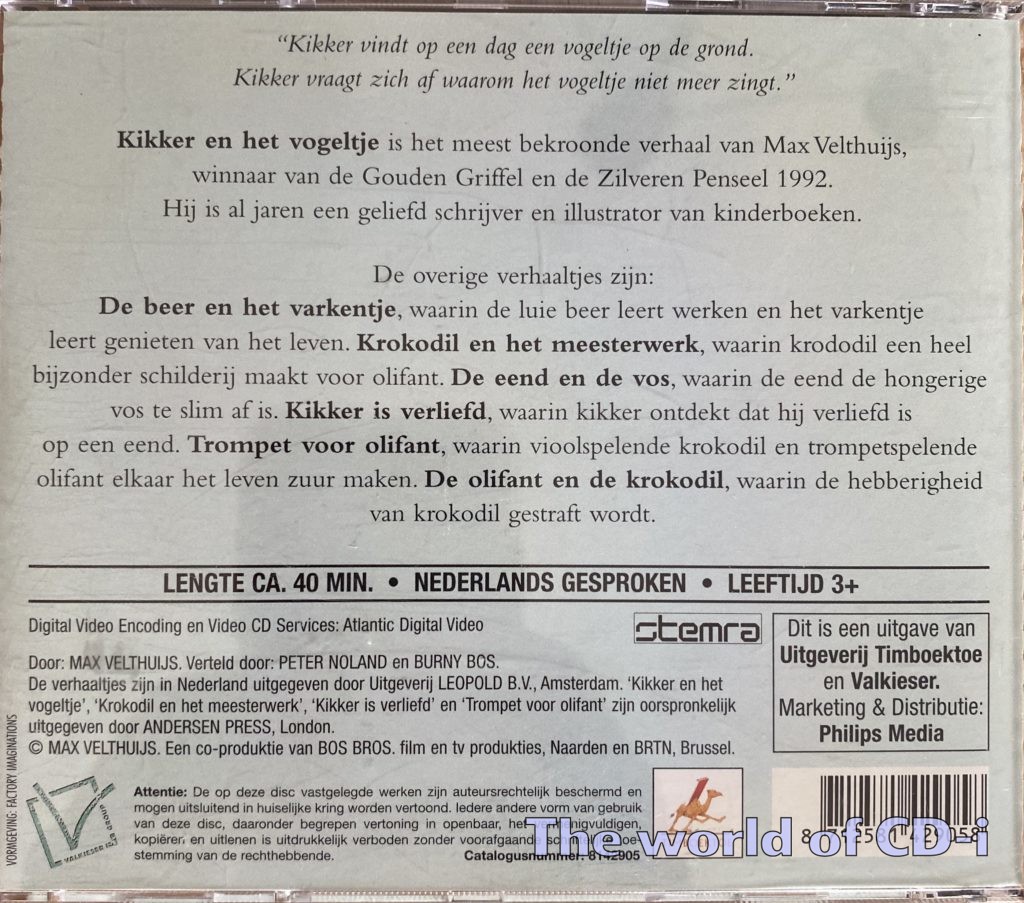 “Kikker vindt op een dag een vogeltje op de grond.
Kikker vraagt zich af waarom het vogeltje niet meer zingt.”
Kikker en het vogeltje is het meest bekroonde verhaal van Max Velthuijs,
winnaar van de Gouden Griffel en de Zilveren Penseel 1992.
Hij is al jaren een geliefd schrijver en illustrator van kinderboeken.
De overige verhaaltjes zijn:
De beer en het varkentje, waarin de luie beer leert werken en het varkentje
leert genieten van het leven. Krokodil en het meesterwerk, waarin krododil een heel
bijzonder schilderij maakt voor olifant. De eend en de vos, waarin de eend de hongerige
vos te slim af is. Kikker is verliefd, waarin kikker ontdekt dat hij verliefd is
op een eend. Trompet voor olifant, waarin vioolspelende krokodil en trompetspelende
olifant elkaar het leven zuur maken. De olifant en de krokodil, waarin de hebberigheid
van krokodil gestraft wordt.
LENGTE CA. 40 MIN. • NEDERLANDS GESPROKEN • LEEFTIJD 3+
Digital Video Encoding en Video CD Services: Atlantic Digital Video
stemra
Door: MAX VELTHUIJS. Verteld door: PETER NOLAND en BURNY BOS.
De verhaaltjes zijn in Nederland uitgegeven door Uitgeverij LEOPOLD B.V., Amsterdam. ‘Kikker en het
vogeltje’, ‘Krokodil en het meesterwerk’, ‘Kikker is verliefd’ en ‘Trompet voor olifant’ zijn oorspronkelijk
uitgegeven door ANDERSEN PRESS, London.
© MAX VELTHUIJS. Een co-produktie van BOS BROS. film en tv produkties, Naarden en BRTN, Brussel.
Dit is een uitgave van
Uitgeverij Timboektoe
en Valkieser.
Marketing & Distributie:
Philips Media
VORMGEVING: FACTORY IMAGINATIONS
VALKIESER
GROUP
Attentie: De op deze disc vastgelegde werken zijn auteursrechtelijk beschermd en
mogen uitsluitend in huiselijke kring worden vertoond. Iedere andere vorm van gebruik
van deze disc, daaronder begrepen vertoning in openbaar, het
kopiëren en uitlenen is uitdrukkelijk verboden zonder voorafgaande
stemming van de rechthebbende.
Catalogusnummer: 8142905
The world of CD-i